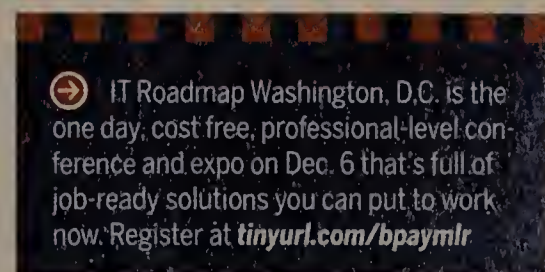 IT Roadmap Washington, D.C. is the
one day, cost free, professional-level con-
ference and expo on Dec. 6 that's full of
job-ready solutions you can put to work
now. Register at tinyurl.com/bpaymlr